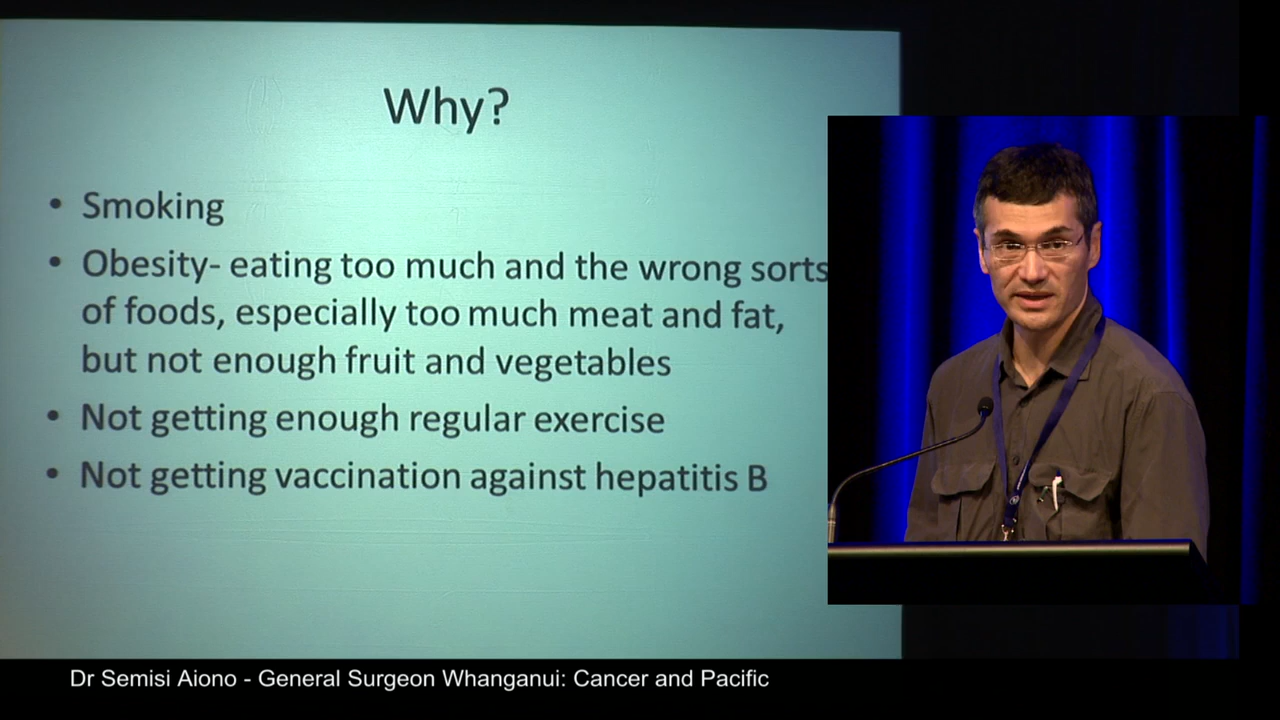 Why?
• Smoking
• Obesity- eating too much and the wrong sorts
of foods, especially too much meat and fat,
but not enough fruit and vegetables
• Not getting enough regular exercise
• Not getting vaccination against hepatitis B
Dr Semisi Aiono - General Surgeon Whanganui: Cancer and Pacific